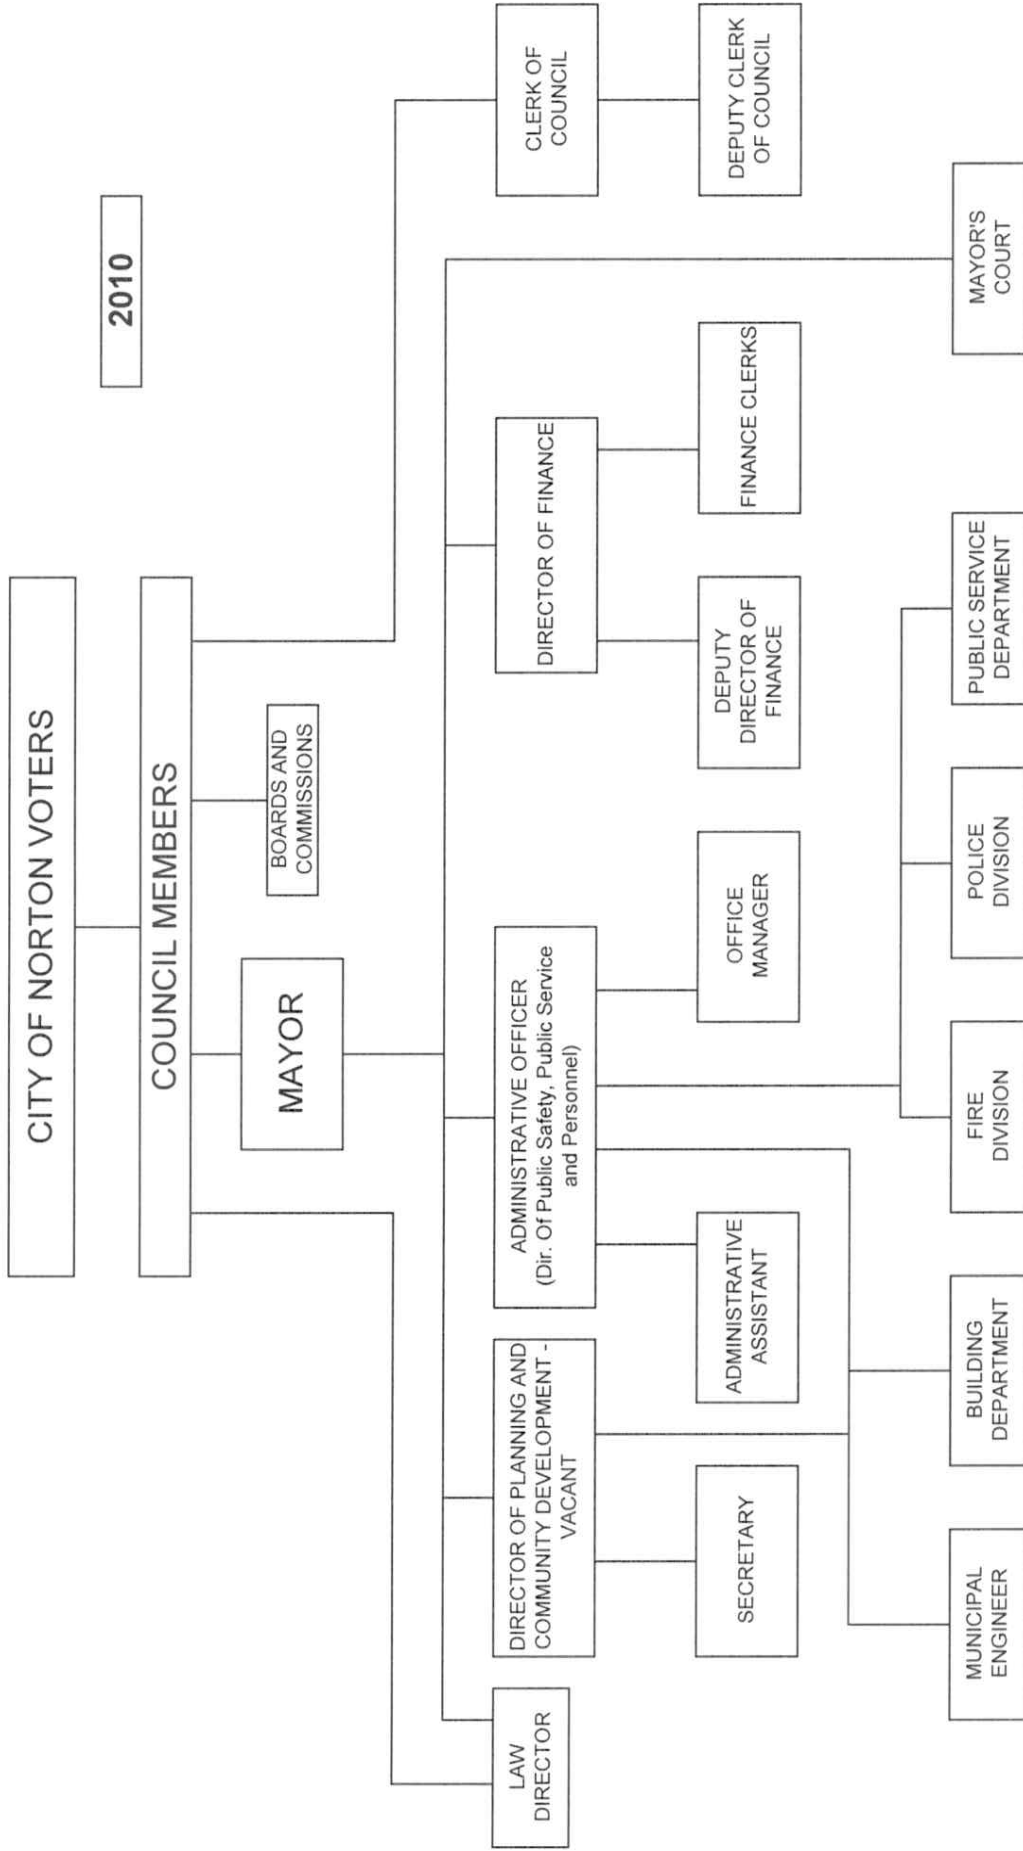 CITY OF NORTON VOTERS
2010
COUNCIL MEMBERS
MAYOR
BOARDS AND
COMMISSIONS
LAW
DIRECTOR
DIRECTOR OF PLANNING AND
COMMUNITY DEVELOPMENT -
VACANT
ADMINISTRATIVE OFFICER
(Dir. Of Public Safety, Public Service
and Personnel)
DIRECTOR OF FINANCE
CLERK OF
COUNCIL
SECRETARY
ADMINISTRATIVE
ASSISTANT
OFFICE
MANAGER
DEPUTY
DIRECTOR OF
FINANCE
FINANCE CLERKS
DEPUTY CLERK
OF COUNCIL
MUNICIPAL
ENGINEER
BUILDING
DEPARTMENT
FIRE
DIVISION
POLICE
DIVISION
PUBLIC SERVICE
DEPARTMENT
MAYOR'S
COURT